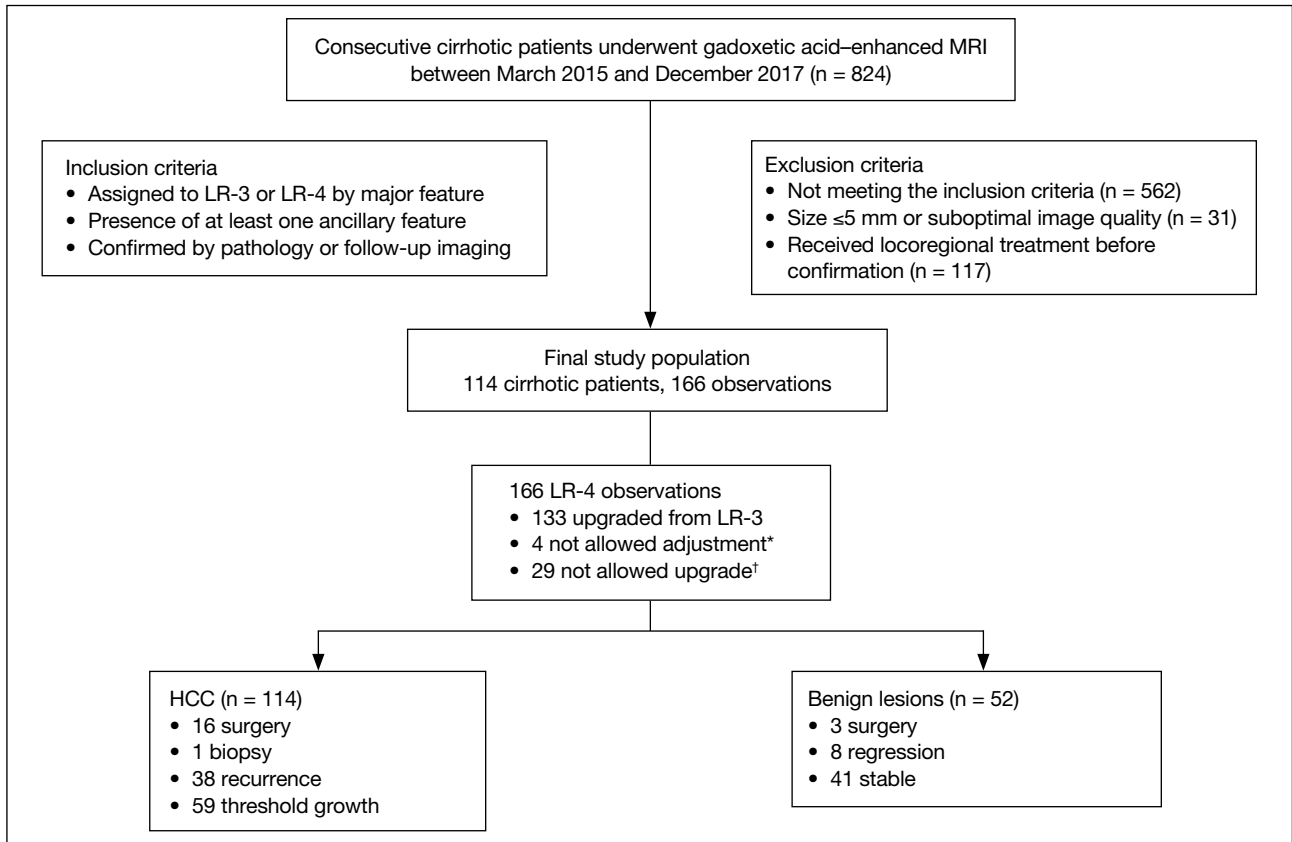 Consecutive cirrhotic patients underwent gadoxetic acid–enhanced MRI
between March 2015 and December 2017 (n = 824)
Inclusion criteria
• Assigned to LR-3 or LR-4 by major feature
• Presence of at least one ancillary feature
• Confirmed by pathology or follow-up imaging
Exclusion criteria
• Not meeting the inclusion criteria (n = 562)
• Size ≤5 mm or suboptimal image quality (n = 31)
• Received locoregional treatment before
confirmation (n = 117)
Final study population
114 cirrhotic patients, 166 observations
166 LR-4 observations
• 133 upgraded from LR-3
• 4 not allowed adjustment*
• 29 not allowed upgrade†
HCC (n = 114)
• 16 surgery
• 1 biopsy
• 38 recurrence
• 59 threshold growth
Benign lesions (n = 52)
• 3 surgery
• 8 regression
• 41 stable